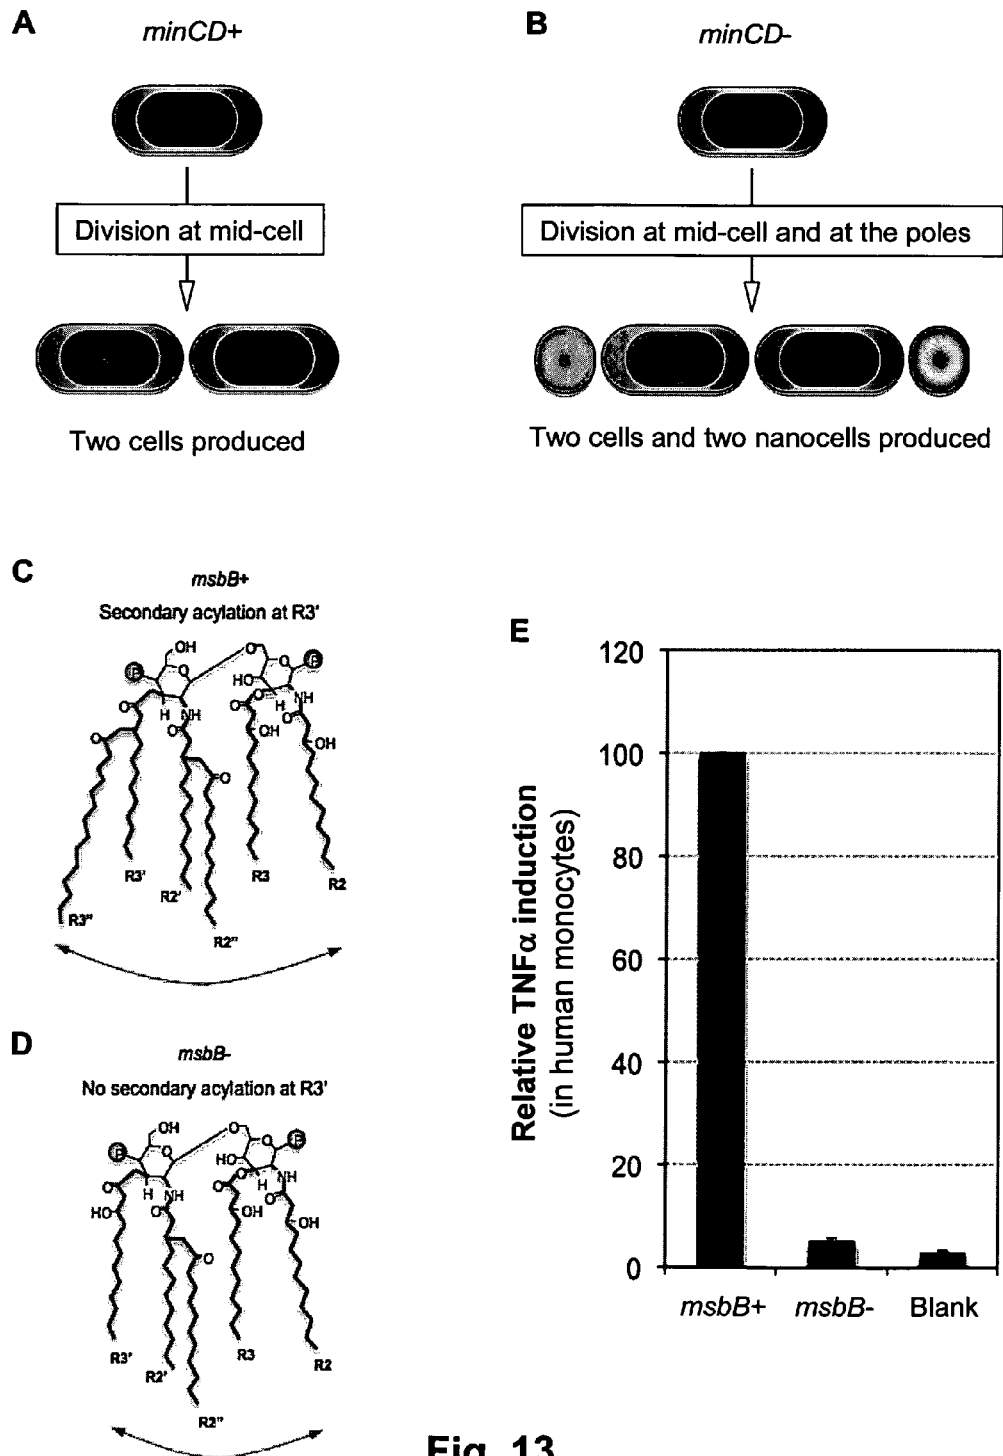 A
minCD+
Division at mid-cell
Two cells produced
B
minCD-
Division at mid-cell and at the poles
Two cells and two nanocells produced
C
msbB+
Secondary acylation at R3'
OH
O
O
O
HO
O
O
H
NH
O
O
H
NH
O
O
O
OH
OH
O
R3'
R2'
R3
R2
R3"
R2"
D
msbB-
No secondary acylation at R3'
OH
O
O
O
HO
O
O
H
NH
O
O
H
NH
HO
O
OH
O
OH
O
R3'
R2'
R3
R2
R2"
E
Relative TNFα induction
(in human monocytes)
120
100
80
60
40
20
0
msbB+ msbB- Blank
Fig. 13